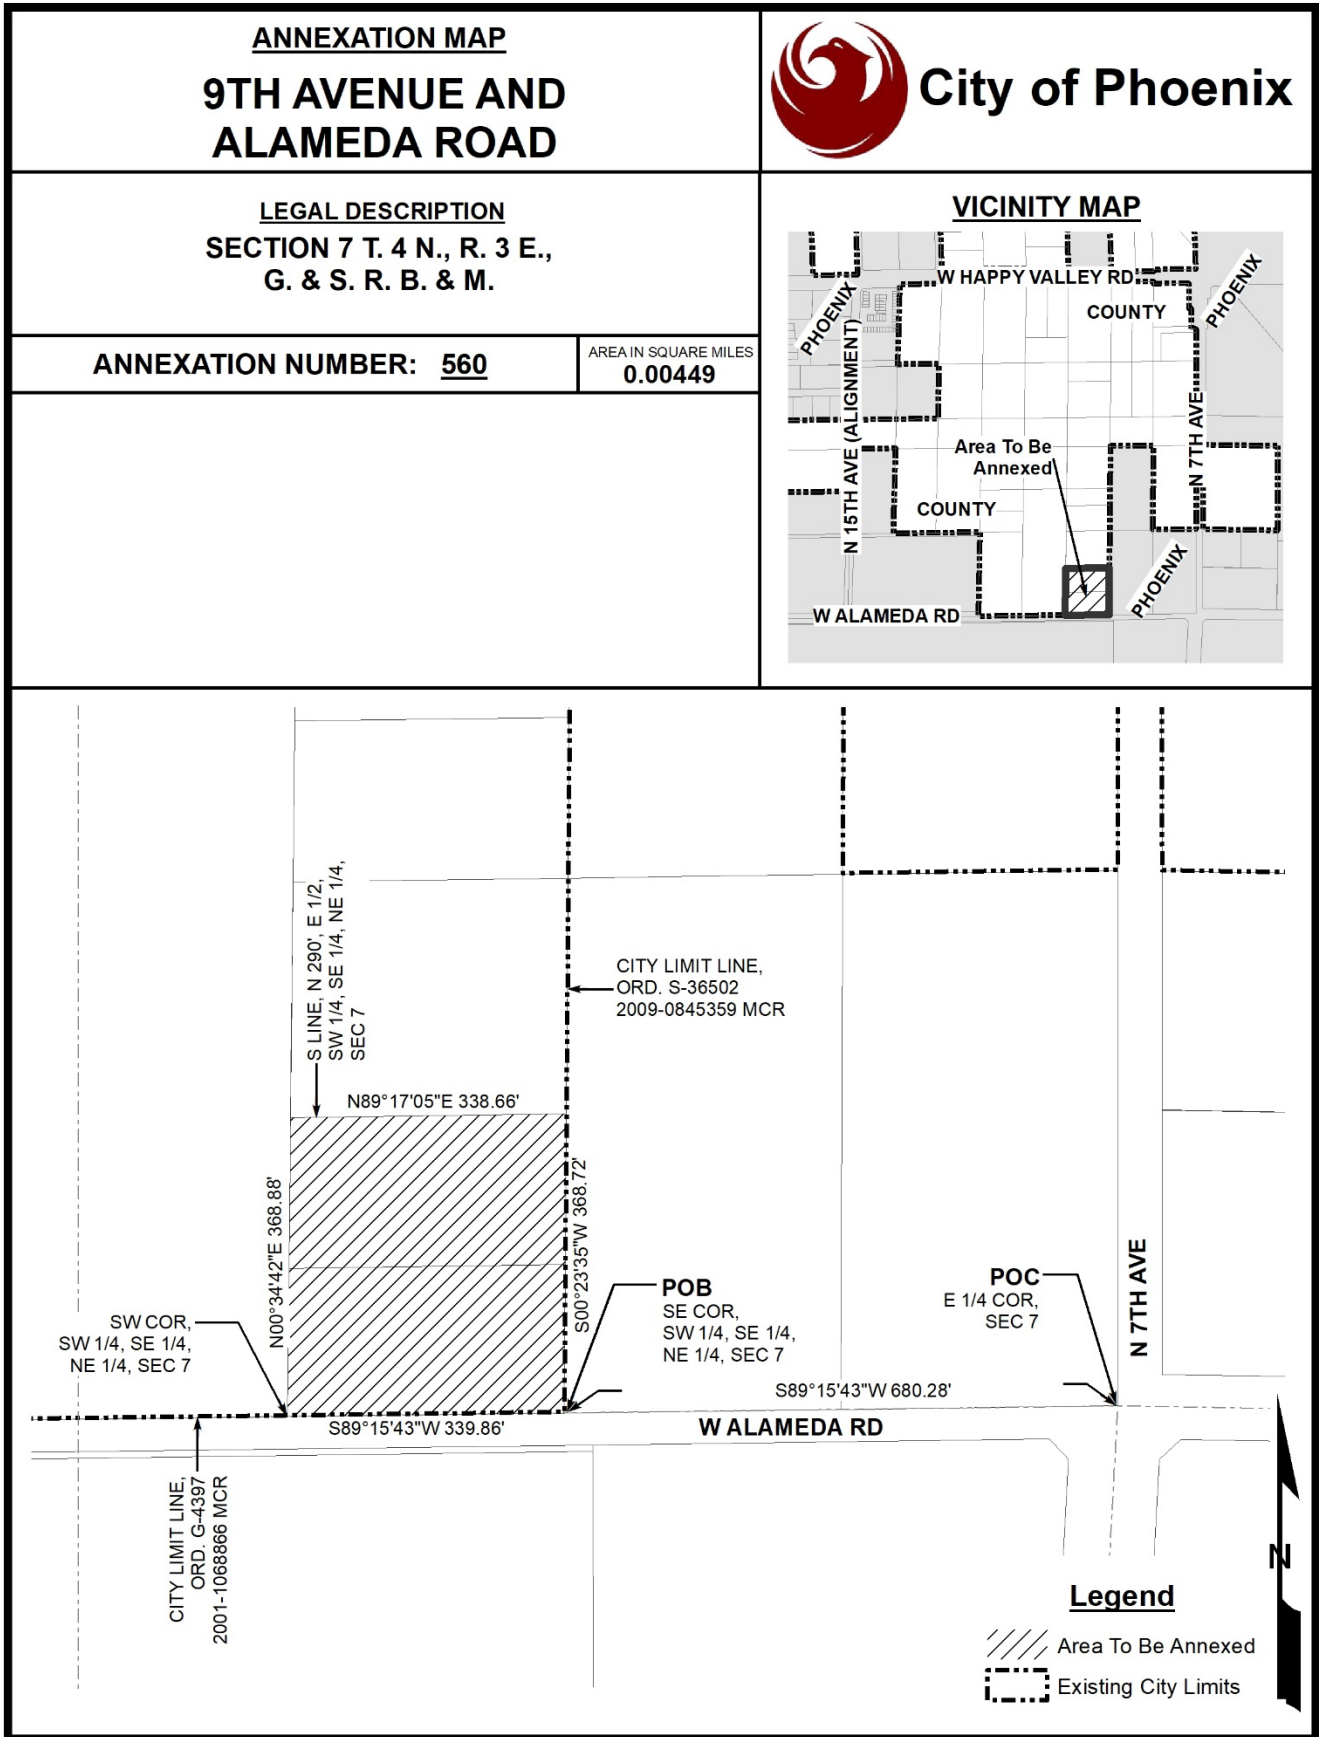 ANNEXATION MAP
9TH AVENUE AND
ALAMEDA ROAD
City of Phoenix
LEGAL DESCRIPTION
SECTION 7 T. 4 N., R. 3 E.,
G. & S. R. B. & M.
ANNEXATION NUMBER: 560
AREA IN SQUARE MILES
0.00449
VICINITY MAP
W HAPPY VALLEY RD
PHOENIX
COUNTY
PHOENIX
N 15TH AVE (ALIGNMENT)
N 7TH AVE
Area To Be
Annexed
COUNTY
PHOENIX
W ALAMEDA RD
S LINE, N 290', E 1/2,
SW 1/4, SE 1/4, NE 1/4,
SEC 7
CITY LIMIT LINE,
ORD. S-36502
2009-0845359 MCR
N89°17'05"E 338.66'
N00°34'42"E 368.88'
S00°23'35"W 368.72'
SW COR,
SW 1/4, SE 1/4,
NE 1/4, SEC 7
POB
SE COR,
SW 1/4, SE 1/4,
NE 1/4, SEC 7
POC
E 1/4 COR,
SEC 7
N 7TH AVE
S89°15'43"W 680.28'
S89°15'43"W 339.86'
W ALAMEDA RD
CITY LIMIT LINE,
ORD. G-4397
2001-1068866 MCR
N
Legend
Area To Be Annexed
Existing City Limits